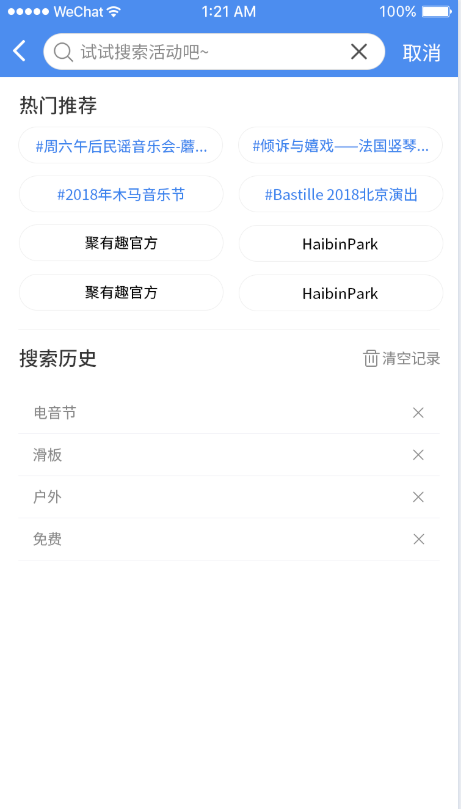 WeChat 1:21 AM 100%
试试搜索活动吧~ 取消
热门推荐
#周六午后民谣音乐会-蘑... #倾诉与嬉戏——法国竖琴...
#2018年木马音乐节 #Bastille 2018北京演出
聚有趣官方 HaibinPark
聚有趣官方 HaibinPark
搜索历史 清空记录
电音节
滑板
户外
免费